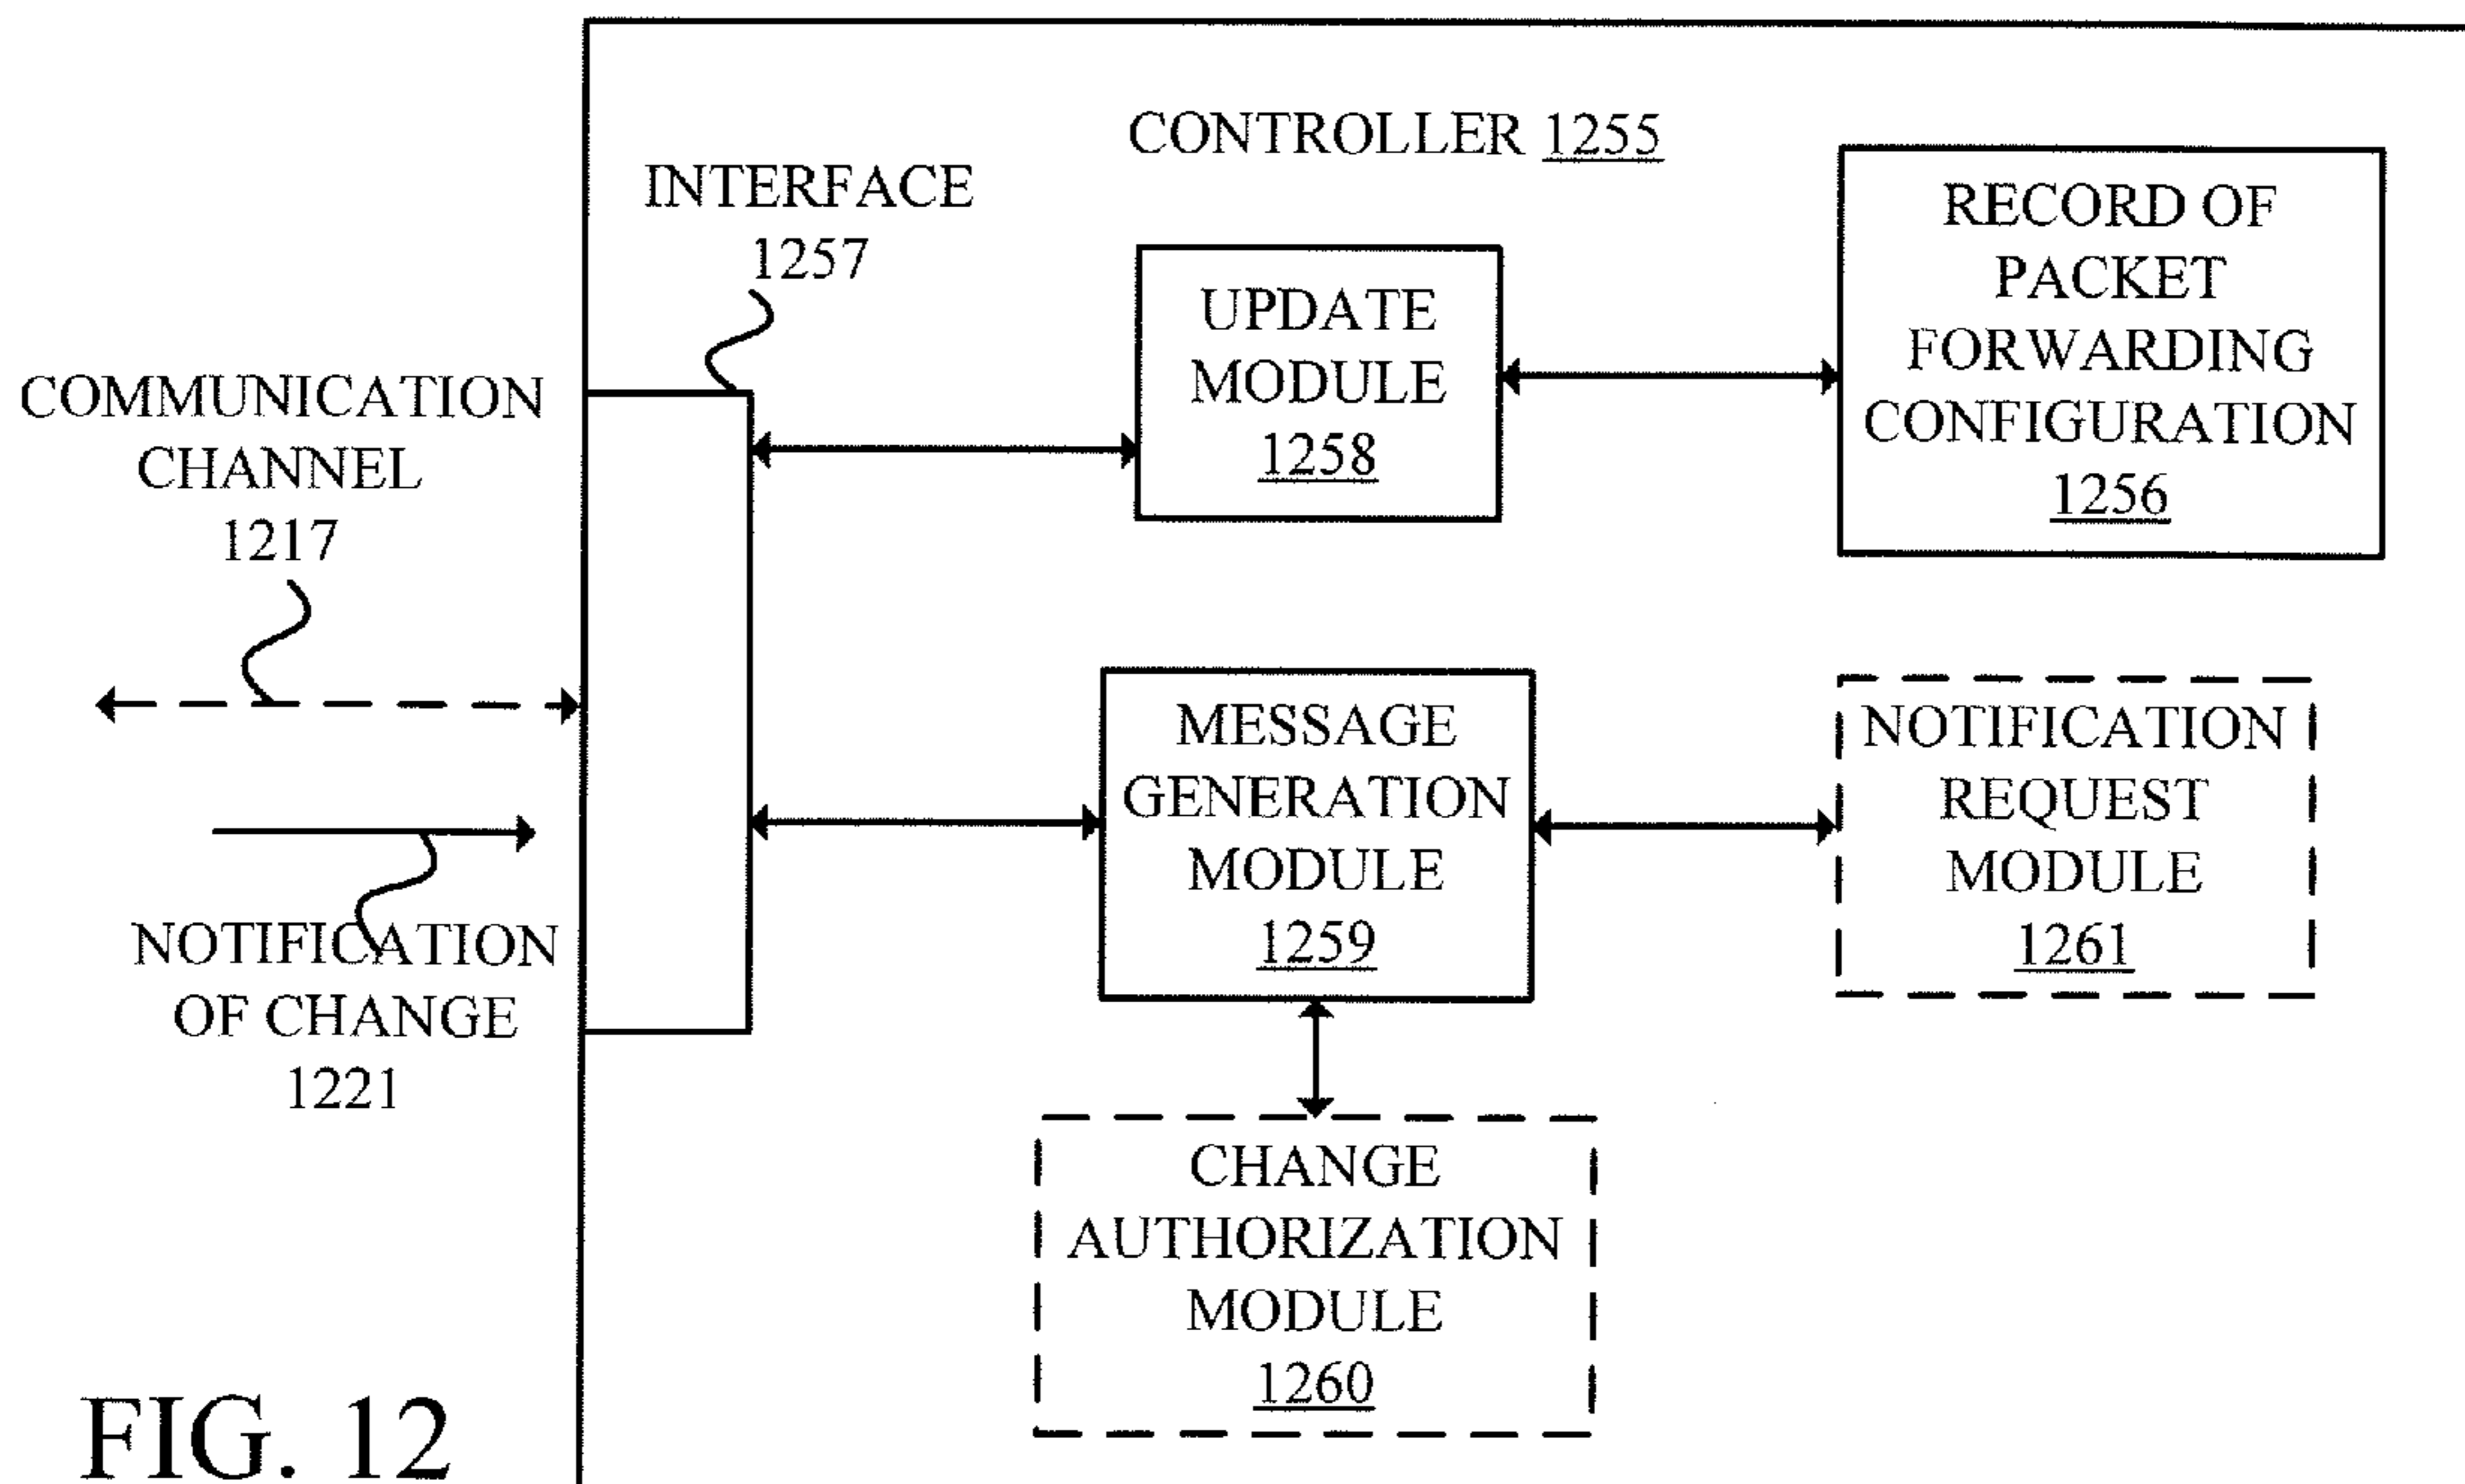 CONTROLLER 1255
INTERFACE
1257
RECORD OF
PACKET
FORWARDING
CONFIGURATION
1256
UPDATE
MODULE
1258
COMMUNICATION
CHANNEL
1217
MESSAGE
GENERATION
MODULE
1259
NOTIFICATION
REQUEST
MODULE
1261
NOTIFICATION
OF CHANGE
1221
CHANGE
AUTHORIZATION
MODULE
1260
FIG. 12